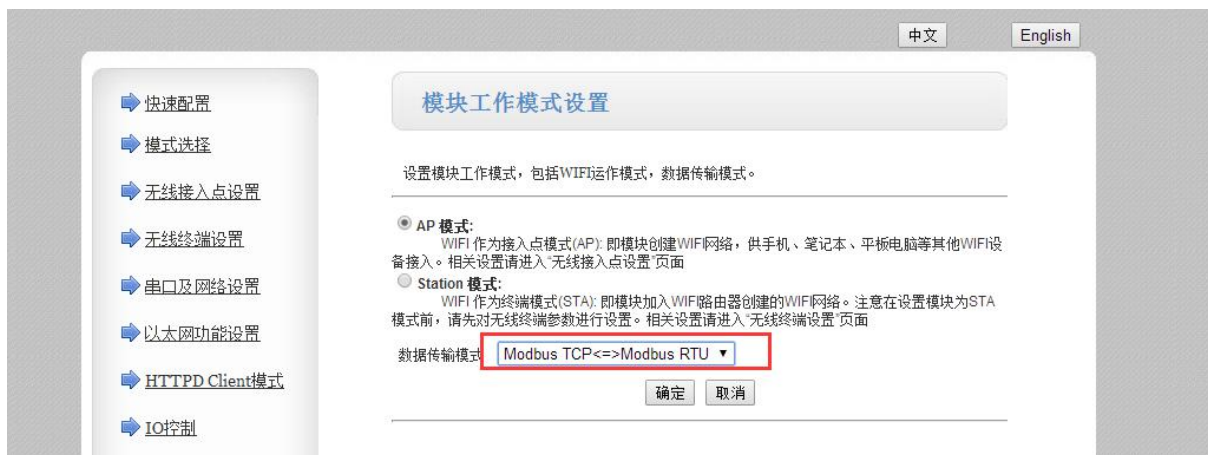 中文
English
快速配置
模式选择
无线接入点设置
无线终端设置
串口及网络设置
以太网功能设置
HTTPD Client模式
IO控制
模块工作模式设置
设置模块工作模式，包括WIFI运作模式，数据传输模式。
AP 模式:
WIFI 作为接入点模式(AP): 即模块创建WIFI网络，供手机、笔记本、平板电脑等其他WIFI设
备接入。相关设置请进入“无线接入点设置”页面
Station 模式:
WIFI 作为终端模式(STA): 即模块加入WIFI路由器创建的WIFI网络。注意在设置模块为STA
模式前，请先对无线终端参数进行设置。相关设置请进入“无线终端设置”页面
数据传输模式 Modbus TCP<=>Modbus RTU
确定 取消